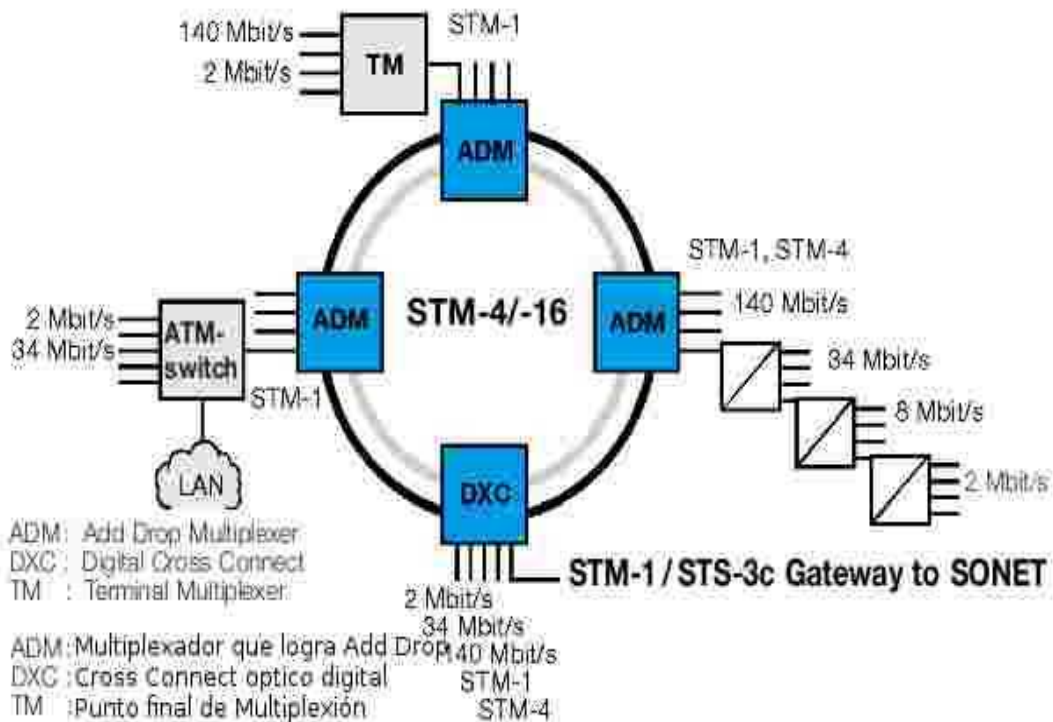 140 Mbit/s
2 Mbit/s
TM
STM-1
ADM
STM-1, STM-4
140 Mbit/s
ADM
STM-4/-16
ADM
2 Mbit/s
34 Mbit/s
ATM-
switch
STM-1
34 Mbit/s
8 Mbit/s
2 Mbit/s
LAN
DXC
ADM: Add Drop Multiplexer
DXC : Digital Cross Connect
TM : Terminal Multiplexer
STM-1 / STS-3c Gateway to SONET
2 Mbit/s
34 Mbit/s
140 Mbit/s
STM-1
STM-4
ADM: Multiplexador que logra Add Drop
DXC : Cross Connect optico digital
TM : Punto final de Multiplexión